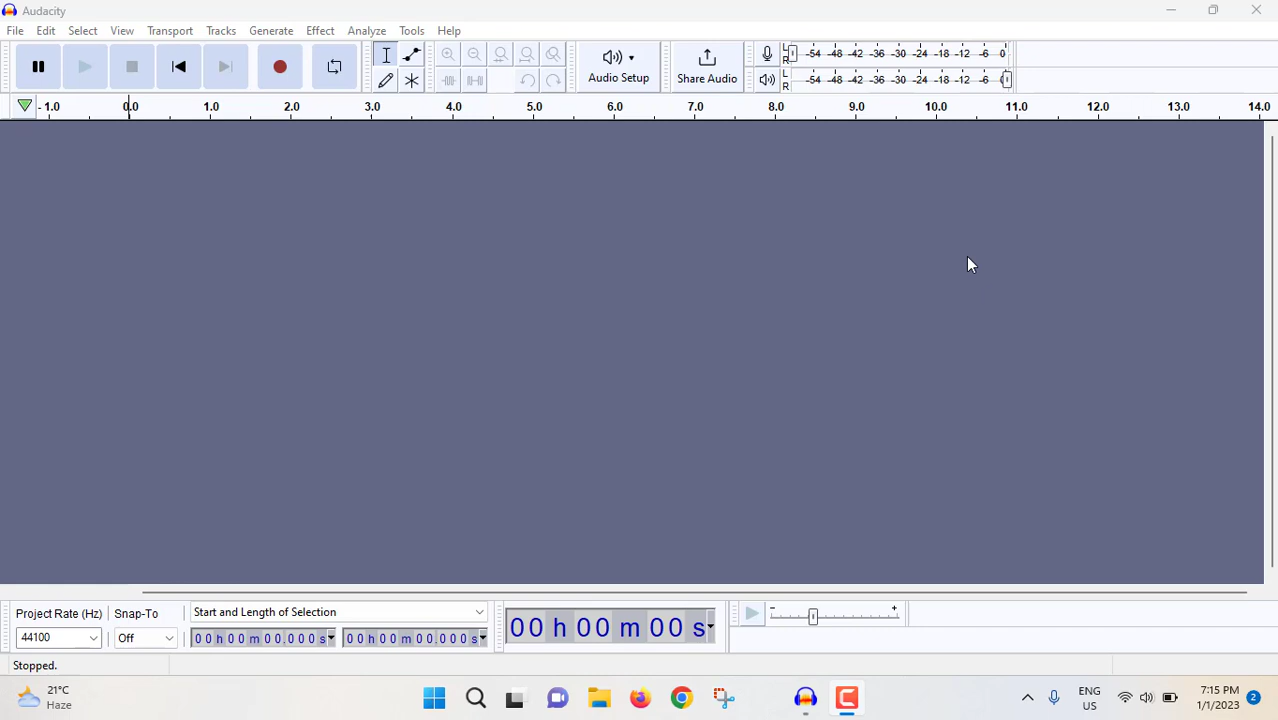 Audacity
File Edit Select View Transport Tracks Generate Effect Analyze Tools Help
Audio Setup
Share Audio
L
R
-54 -48 -42 -36 -30 -24 -18 -12 -6 0
L
R
-54 -48 -42 -36 -30 -24 -18 -12 -6 0
-1.0 0.0 1.0 2.0 3.0 4.0 5.0 6.0 7.0 8.0 9.0 10.0 11.0 12.0 13.0 14.0
Project Rate (Hz) Snap-To Start and Length of Selection
44100 Off 00 h 00 m 00.000 s 00 h 00 m 00.000 s
00 h 00 m 00 s
Stopped.
21°C
Haze
ENG
US
7:15 PM
1/1/2023
2